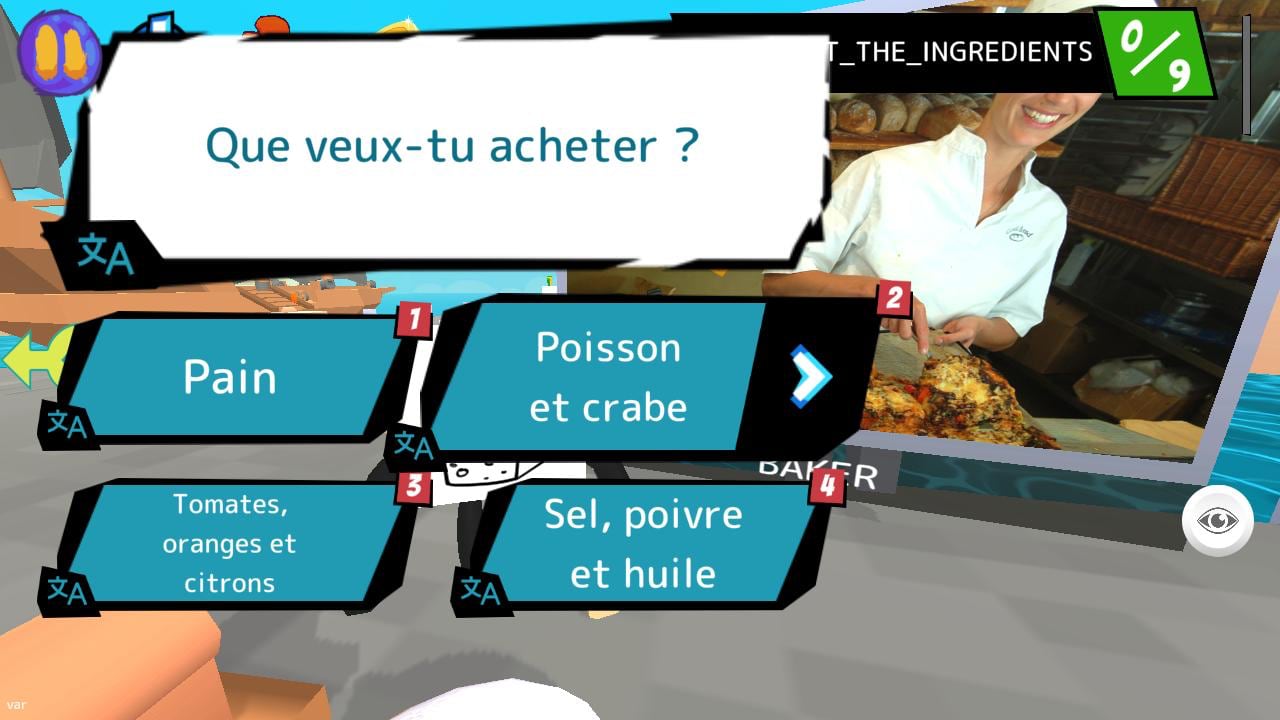 T_THE_INGREDIENTS
0/9
Que veux-tu acheter ?
文A
1
Pain
文A
2
Poisson
et crabe
文A
BAKER
3
Tomates,
oranges et
citrons
文A
4
Sel, poivre
et huile
文A
var